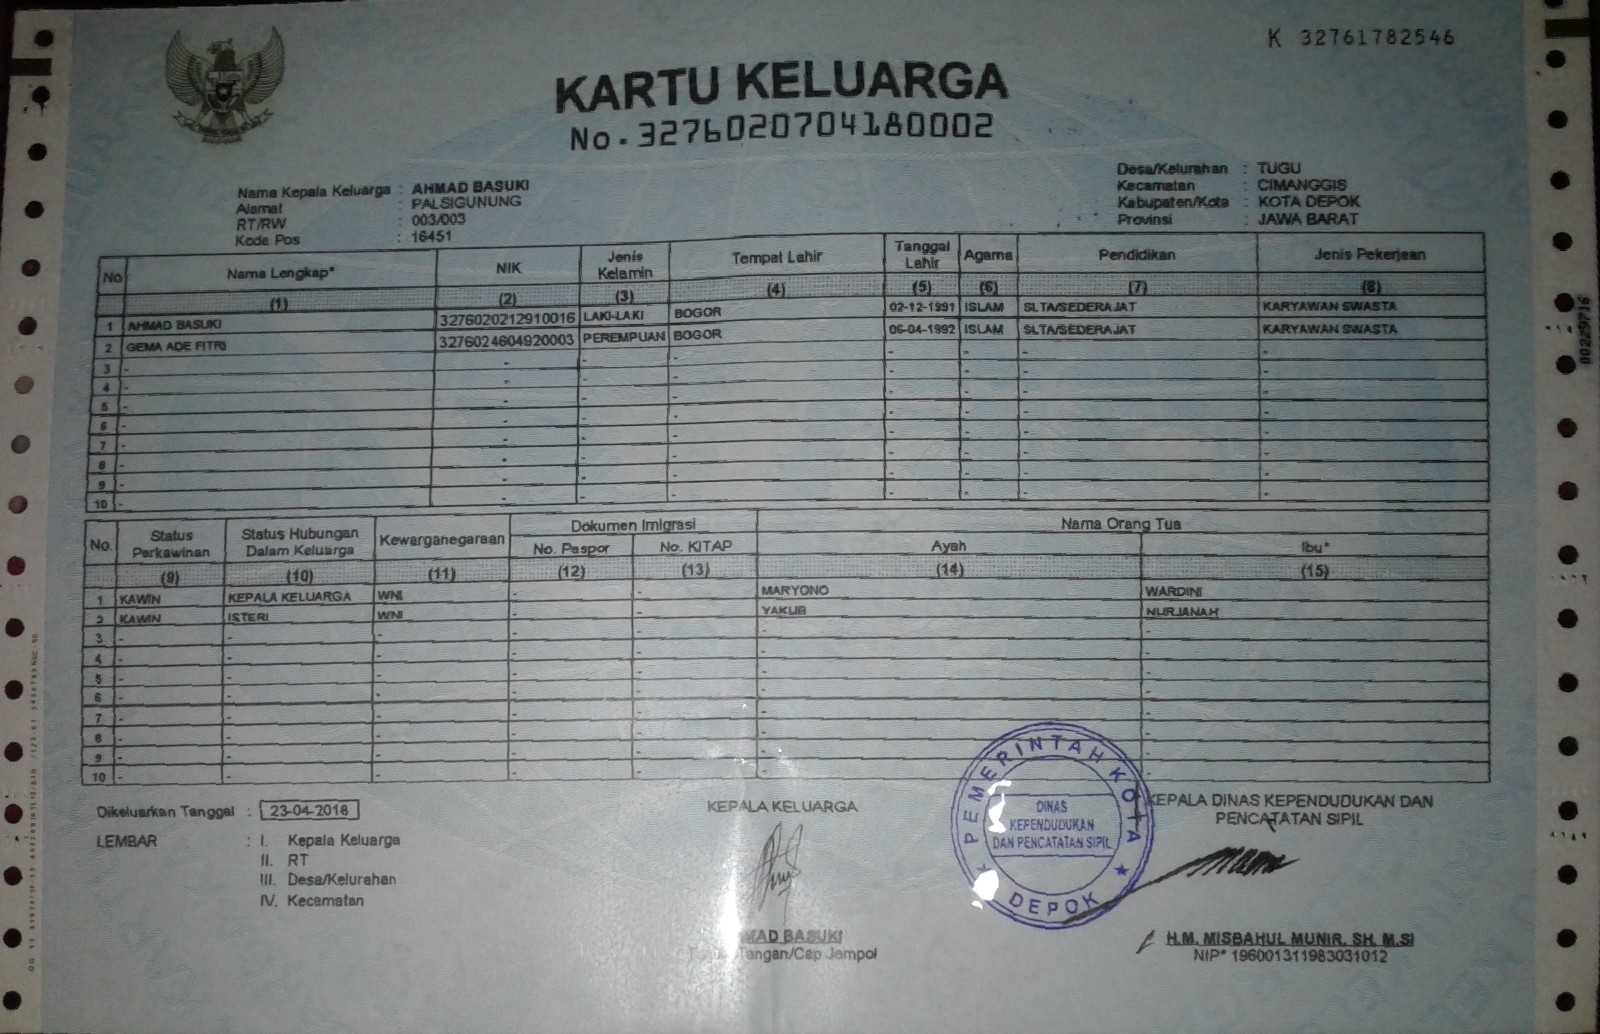 K 32761782546
KARTU KELUARGA
No. 3276020704180002
Nama Kepala Keluarga : AHMAD BASUKI
Alamat : PALSIGUNUNG
RT/RW : 003/003
Kode Pos : 16451
Desa/Kelurahan : TUGU
Kecamatan : CIMANGGIS
Kabupaten/Kota : KOTA DEPOK
Provinsi : JAWA BARAT
No Nama Lengkap* NIK Jenis Kelamin Tempat Lahir Tanggal Lahir Agama Pendidikan Jenis Pekerjaan
(1) (2) (3) (4) (5) (6) (7) (8)
1 AHMAD BASUKI 3276020212910016 LAKI-LAKI BOGOR 02-12-1991 ISLAM SLTA/SEDERAJAT KARYAWAN SWASTA
2 GEMA ADE FITRI 3276024604920003 PEREMPUAN BOGOR 06-04-1992 ISLAM SLTA/SEDERAJAT KARYAWAN SWASTA
3 - - - - - - - -
4 - - - - - - - -
5 - - - - - - - -
6 - - - - - - - -
7 - - - - - - - -
8 - - - - - - - -
9 - - - - - - - -
10 - - - - - - - -
No. Status Perkawinan Status Hubungan Dalam Keluarga Kewarganegaraan Dokumen Imigrasi Nama Orang Tua
No. Paspor No. KITAP Ayah Ibu*
(9) (10) (11) (12) (13) (14) (15)
1 KAWIN KEPALA KELUARGA WNI - - MARYONO WARDINI
2 KAWIN ISTERI WNI - - YAKUB NURJANAH
3 - - - - - - -
4 - - - - - - -
5 - - - - - - -
6 - - - - - - -
7 - - - - - - -
8 - - - - - - -
9 - - - - - - -
10 - - - - - - -
Dikeluarkan Tanggal : 23-04-2018
LEMBAR : I. Kepala Keluarga
II. RT
III. Desa/Kelurahan
IV. Kecamatan
KEPALA KELUARGA
MAD BASUKI
Tangan/Cap Jempol
PEMERINTAH KOTA
DINAS
KEPENDUDUKAN
DAN PENCATATAN SIPIL
DEPOK
KEPALA DINAS KEPENDUDUKAN DAN
PENCATATAN SIPIL
H.M. MISBAHUL MUNIR, SH, M.SI
NIP* 196001311983031012
00229716